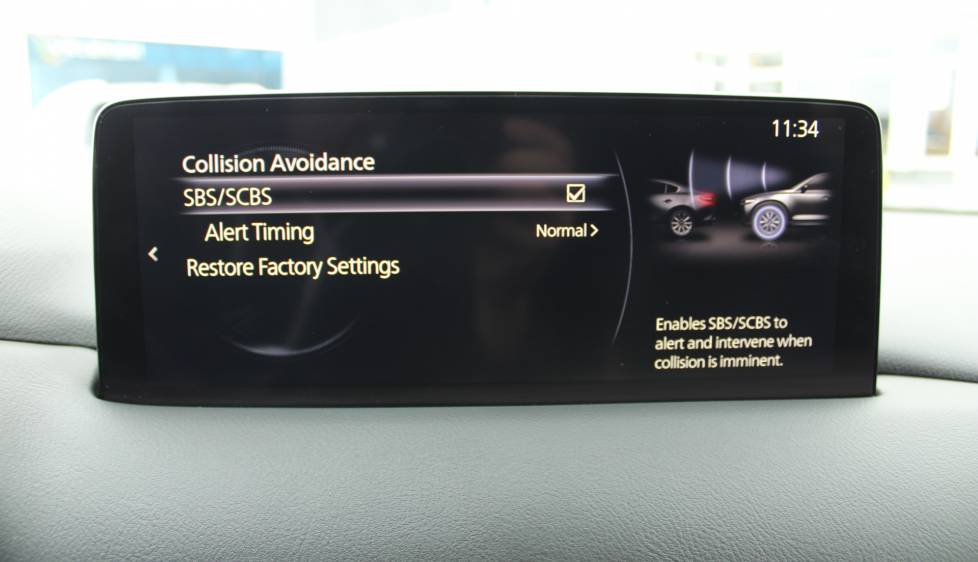 11:34
Collision Avoidance
SBS/SCBS
Alert Timing Normal >
Restore Factory Settings
<
Enables SBS/SCBS to
alert and intervene when
collision is imminent.